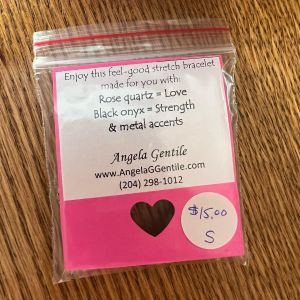 Enjoy this feel-good stretch bracelet
made for you with:
Rose quartz = Love
Black onyx = Strength
& metal accents
Angela Gentile
www.AngelaGGentile.com
(204) 298-1012
$15.00
S